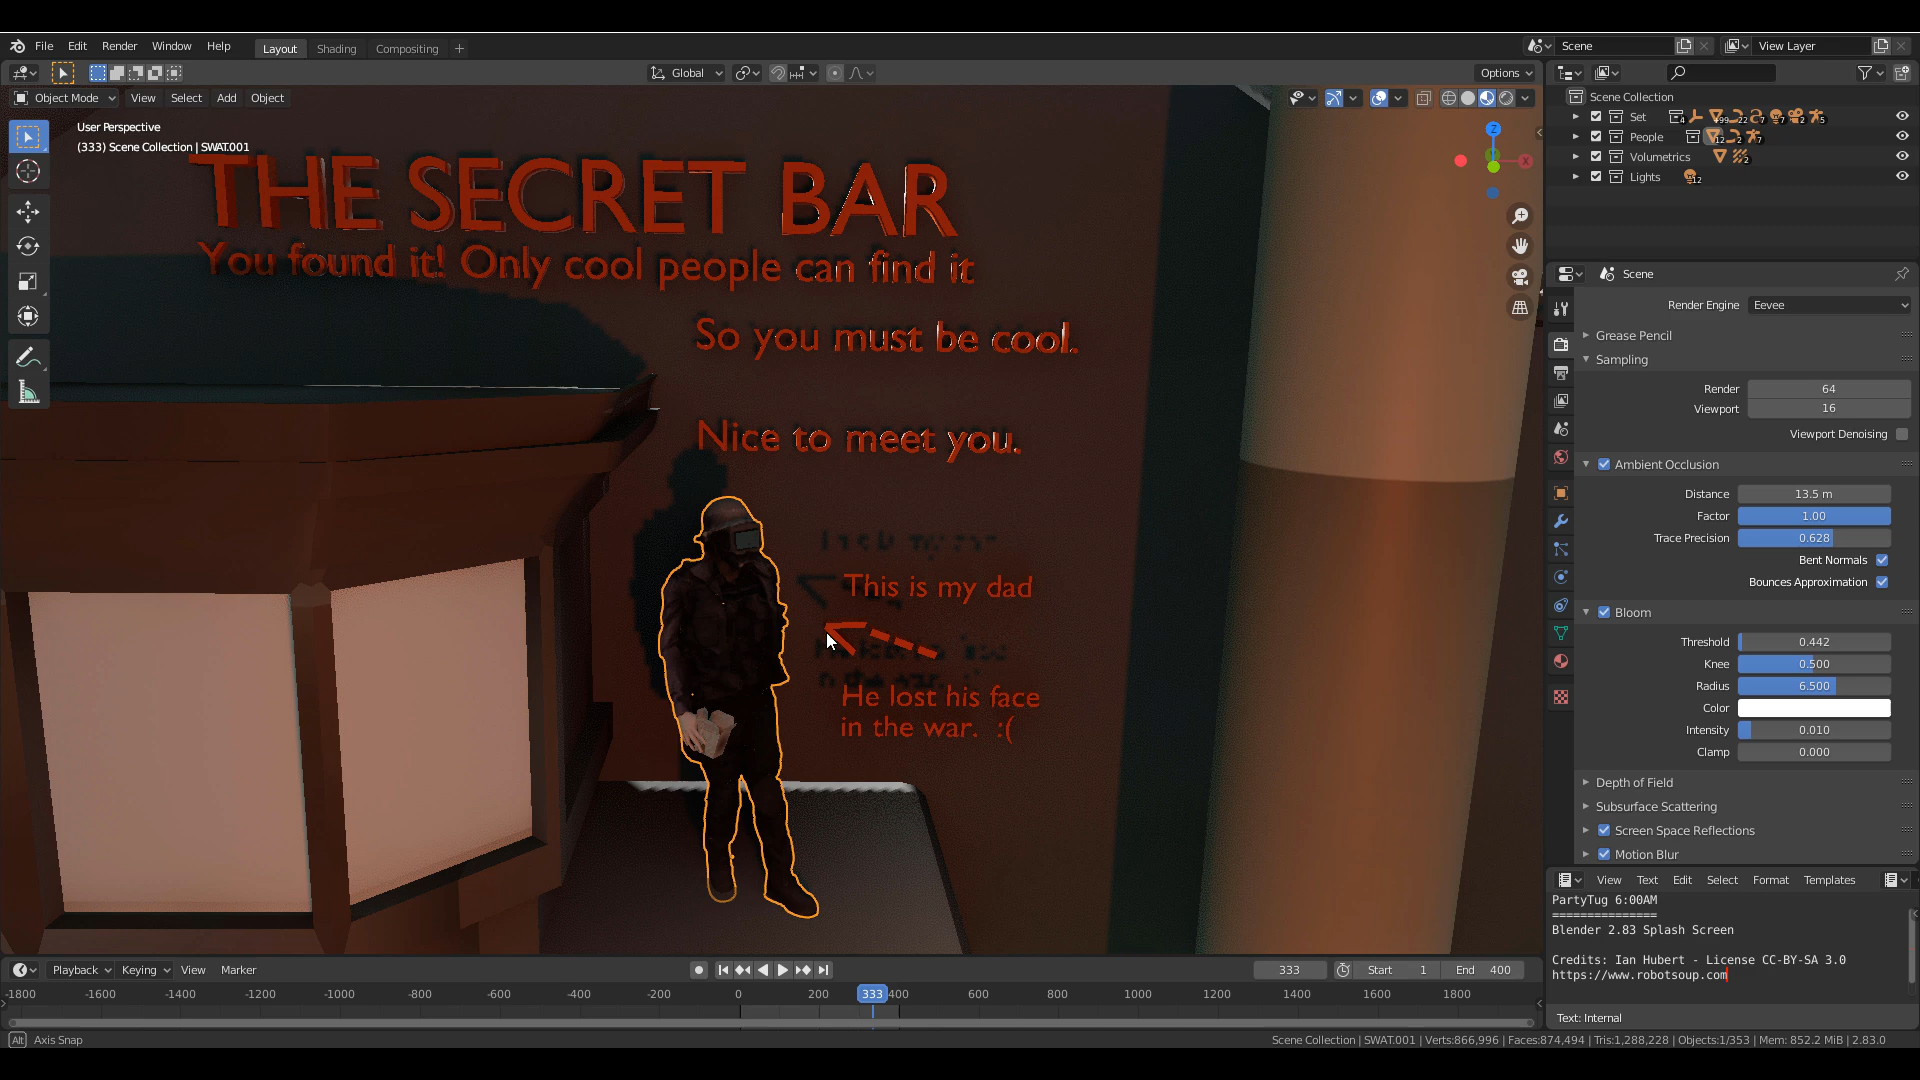 File Edit Render Window Help
Layout Shading Compositing +
Scene
View Layer
Global
Options
Object Mode View Select Add Object
User Perspective
(333) Scene Collection | SWAT.001
Z
X
THE SECRET BAR
You found it! Only cool people can find it
So you must be cool.
Nice to meet you.
This is my dad
He lost his face
in the war. :(
Scene Collection
Set
People
Volumetrics
Lights
Scene
Render Engine Eevee
Grease Pencil
Sampling
Render 64
Viewport 16
Viewport Denoising
Ambient Occlusion
Distance 13.5 m
Factor 1.00
Trace Precision 0.628
Bent Normals
Bounces Approximation
Bloom
Threshold 0.442
Knee 0.500
Radius 6.500
Color
Intensity 0.010
Clamp 0.000
Depth of Field
Subsurface Scattering
Screen Space Reflections
Motion Blur
View Text Edit Select Format Templates
PartyTug 6:00AM
===============
Blender 2.83 Splash Screen
Credits: Ian Hubert - License CC-BY-SA 3.0
https://www.robotsoup.com
Text: Internal
Playback Keying View Marker
333 Start 1 End 400
-1800 -1600 -1400 -1200 -1000 -800 -600 -400 -200 0 200 333 400 600 800 1000 1200 1400 1600 1800
Alt Axis Snap
Scene Collection | SWAT.001 | Verts:866,996 | Faces:874,494 | Tris:1,288,228 | Objects:1/353 | Mem: 852.2 MiB | 2.83.0